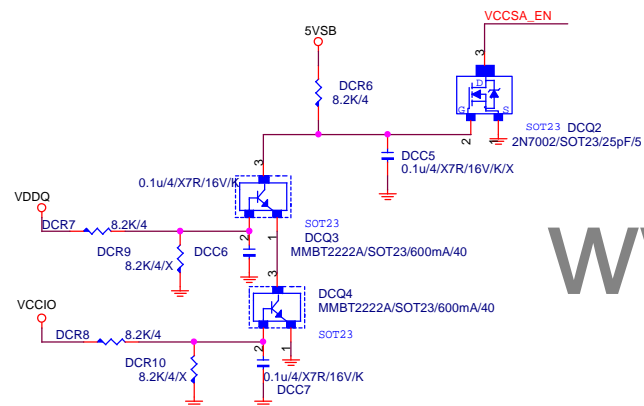 VCCSA_EN
5VSB
3
DCR6
8.2K/4
D
G
S
2
1
SOT23 DCQ2
2N7002/SOT23/25pF/5
DCC5
0.1u/4/X7R/16V/K/X
3
0.1u/4/X7R/16V/K
VDDQ
SOT23
DCR7
8.2K/4
2
1
DCQ3
DCR9
DCC6
MMBT2222A/SOT23/600mA/40
8.2K/4/X
3
DCQ4
MMBT2222A/SOT23/600mA/40
VCCIO
SOT23
DCR8
8.2K/4
2
1
DCR10
8.2K/4/X
0.1u/4/X7R/16V/K
DCC7